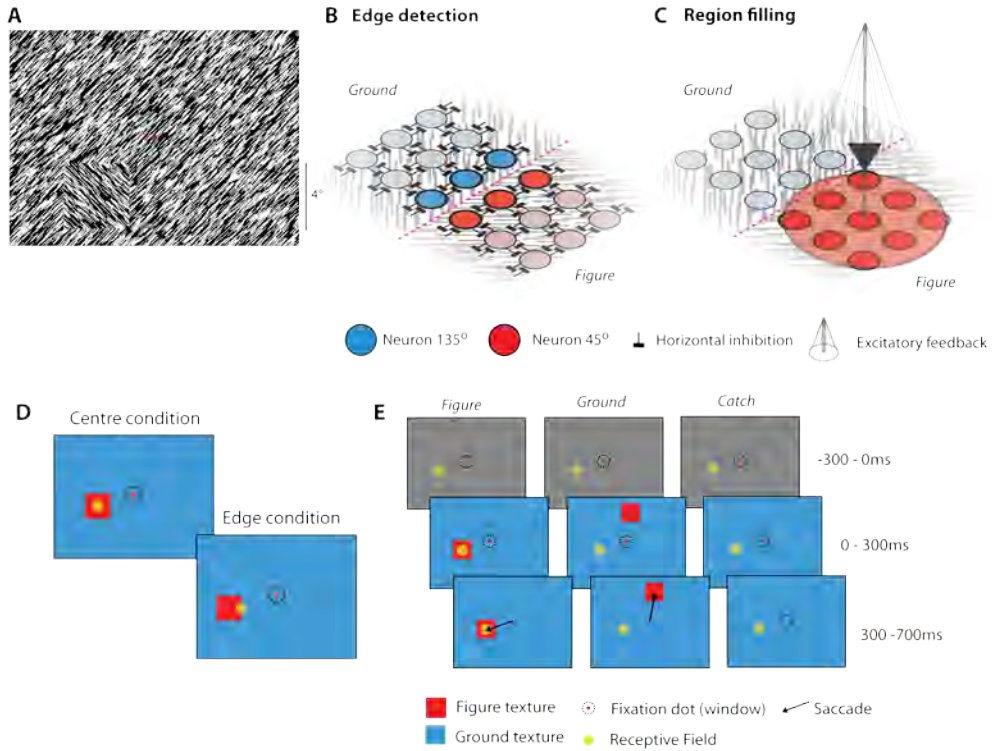 A
4°
B Edge detection
Ground
Figure
C Region filling
Ground
Figure
Neuron 135⁰
Neuron 45⁰
Horizontal inhibition
Excitatory feedback
D
Centre condition
Edge condition
E
Figure
Ground
Catch
-300 - 0ms
0 - 300ms
300 -700ms
Figure texture
Fixation dot (window)
Saccade
Ground texture
Receptive Field